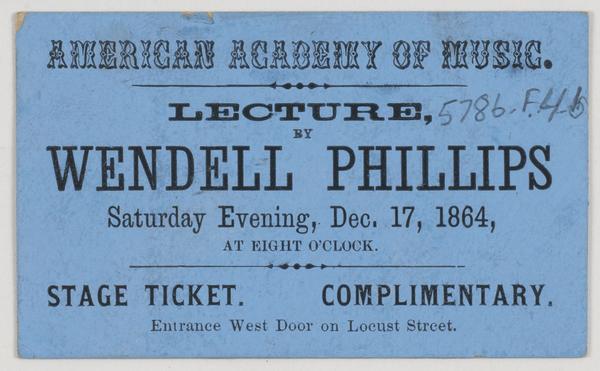 AMERICAN ACADEMY OF MUSIC.
LECTURE,
5786.F.46
BY
WENDELL PHILLIPS
Saturday Evening, Dec. 17, 1864,
AT EIGHT O'CLOCK.
STAGE TICKET. COMPLIMENTARY.
Entrance West Door on Locust Street.